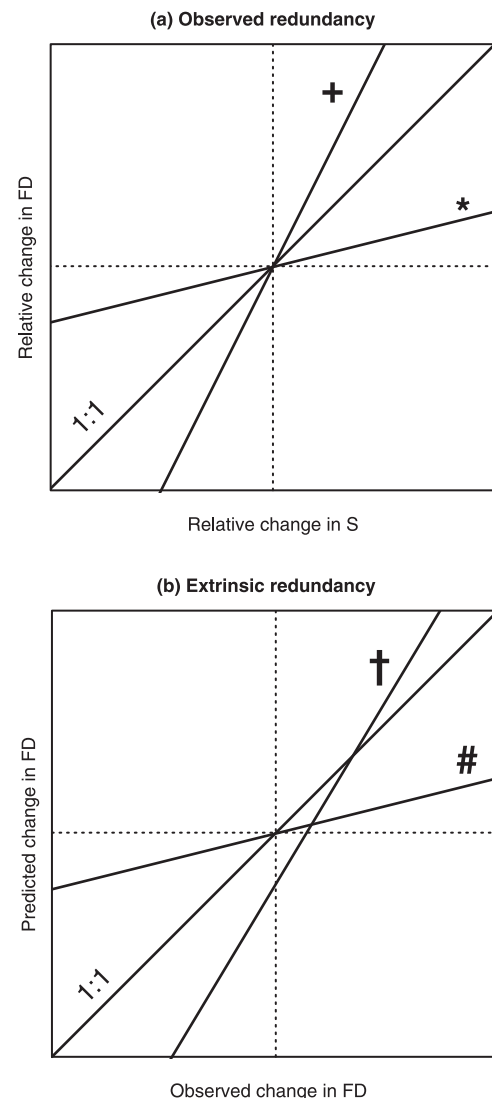 (a) Observed redundancy
+
*
Relative change in FD
1:1
Relative change in S
(b) Extrinsic redundancy
†
#
Predicted change in FD
1:1
Observed change in FD